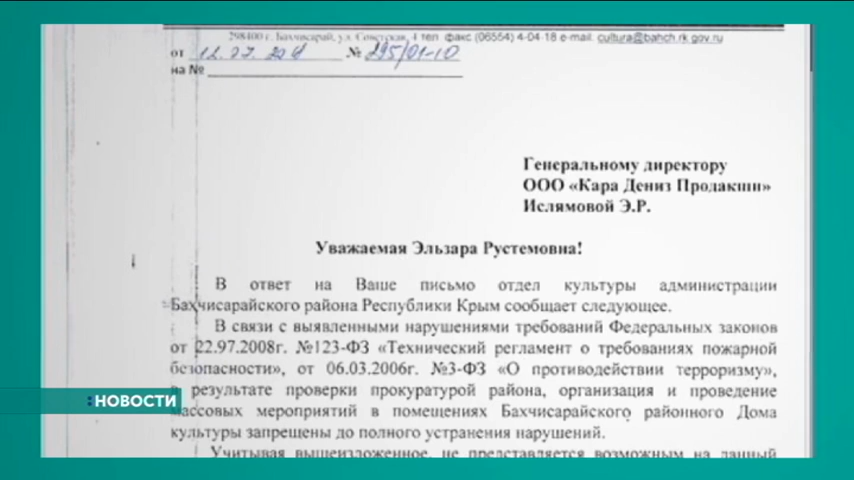 298400 г. Бахчисарай, ул. Советская, 4 тел. факс (06554) 4-04-18 e-mail: cultura@bahch.rk.gov.ru
от 12.07. № 295/01-10
на №
Генеральному директору
ООО «Кара Дениз Продакшн»
Ислямовой Э.Р.
Уважаемая Эльзара Рустемовна!
В ответ на Ваше письмо отдел культуры администрации
Бахчисарайского района Республики Крым сообщает следующее.
В связи с выявленными нарушениями требований Федеральных законов
от 22.97.2008г. №123-ФЗ «Технический регламент о требованиях пожарной
безопасности», от 06.03.2006г. №3-ФЗ «О противодействии терроризму»,
в результате проверки прокуратурой района, организация и проведение
массовых мероприятий в помещениях Бахчисарайского районного Дома
культуры запрещены до полного устранения нарушений.
Учитывая вышеизложенное, не представляется возможным на данный
:НОВОСТИ